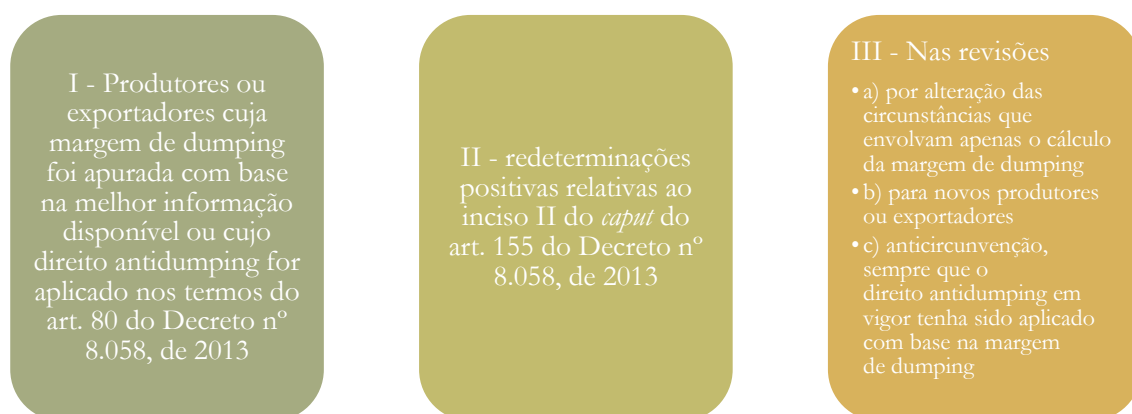 I - Produtores ou
exportadores cuja
margem de dumping
foi apurada com base
na melhor informação
disponível ou cujo
direito antidumping for
aplicado nos termos do
art. 80 do Decreto nº
8.058, de 2013
II - redeterminações
positivas relativas ao
inciso II do caput do
art. 155 do Decreto nº
8.058, de 2013
III - Nas revisões
• a) por alteração das
circunstâncias que
envolvam apenas o cálculo
da margem de dumping
• b) para novos produtores
ou exportadores
• c) anticircunvenção,
sempre que o
direito antidumping em
vigor tenha sido aplicado
com base na margem
de dumping